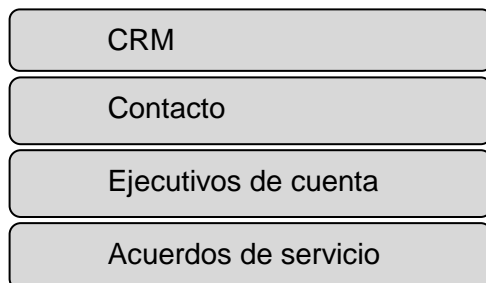 CRM
Contacto
Ejecutivos de cuenta
Acuerdos de servicio